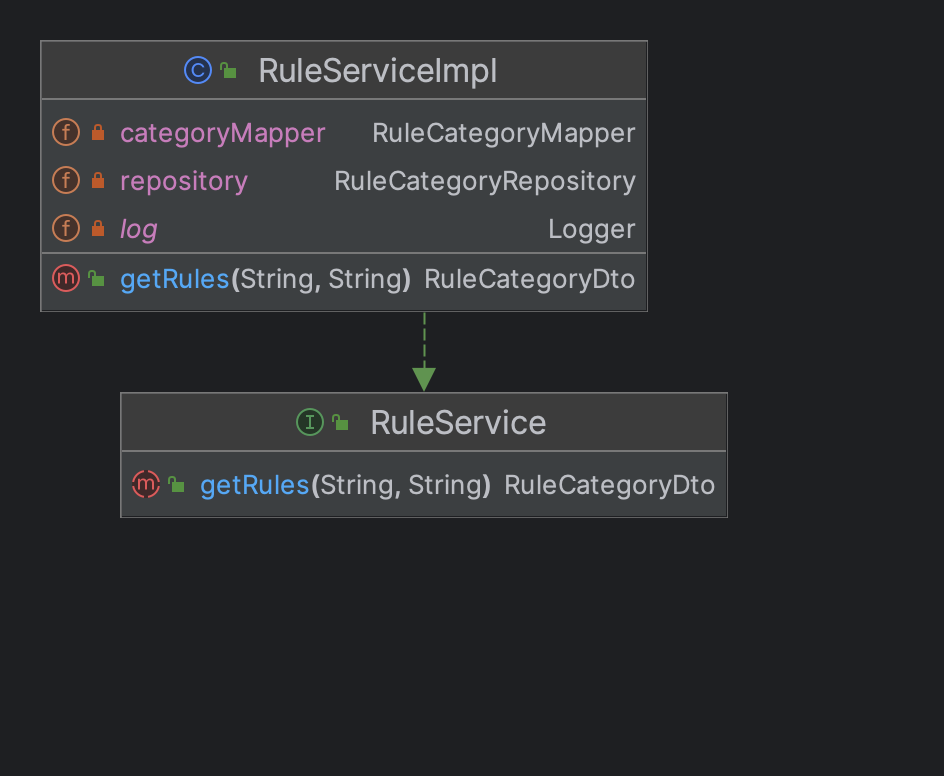 C RuleServiceImpl
f categoryMapper RuleCategoryMapper
f repository RuleCategoryRepository
f log Logger
m getRules(String, String) RuleCategoryDto
I RuleService
m getRules(String, String) RuleCategoryDto